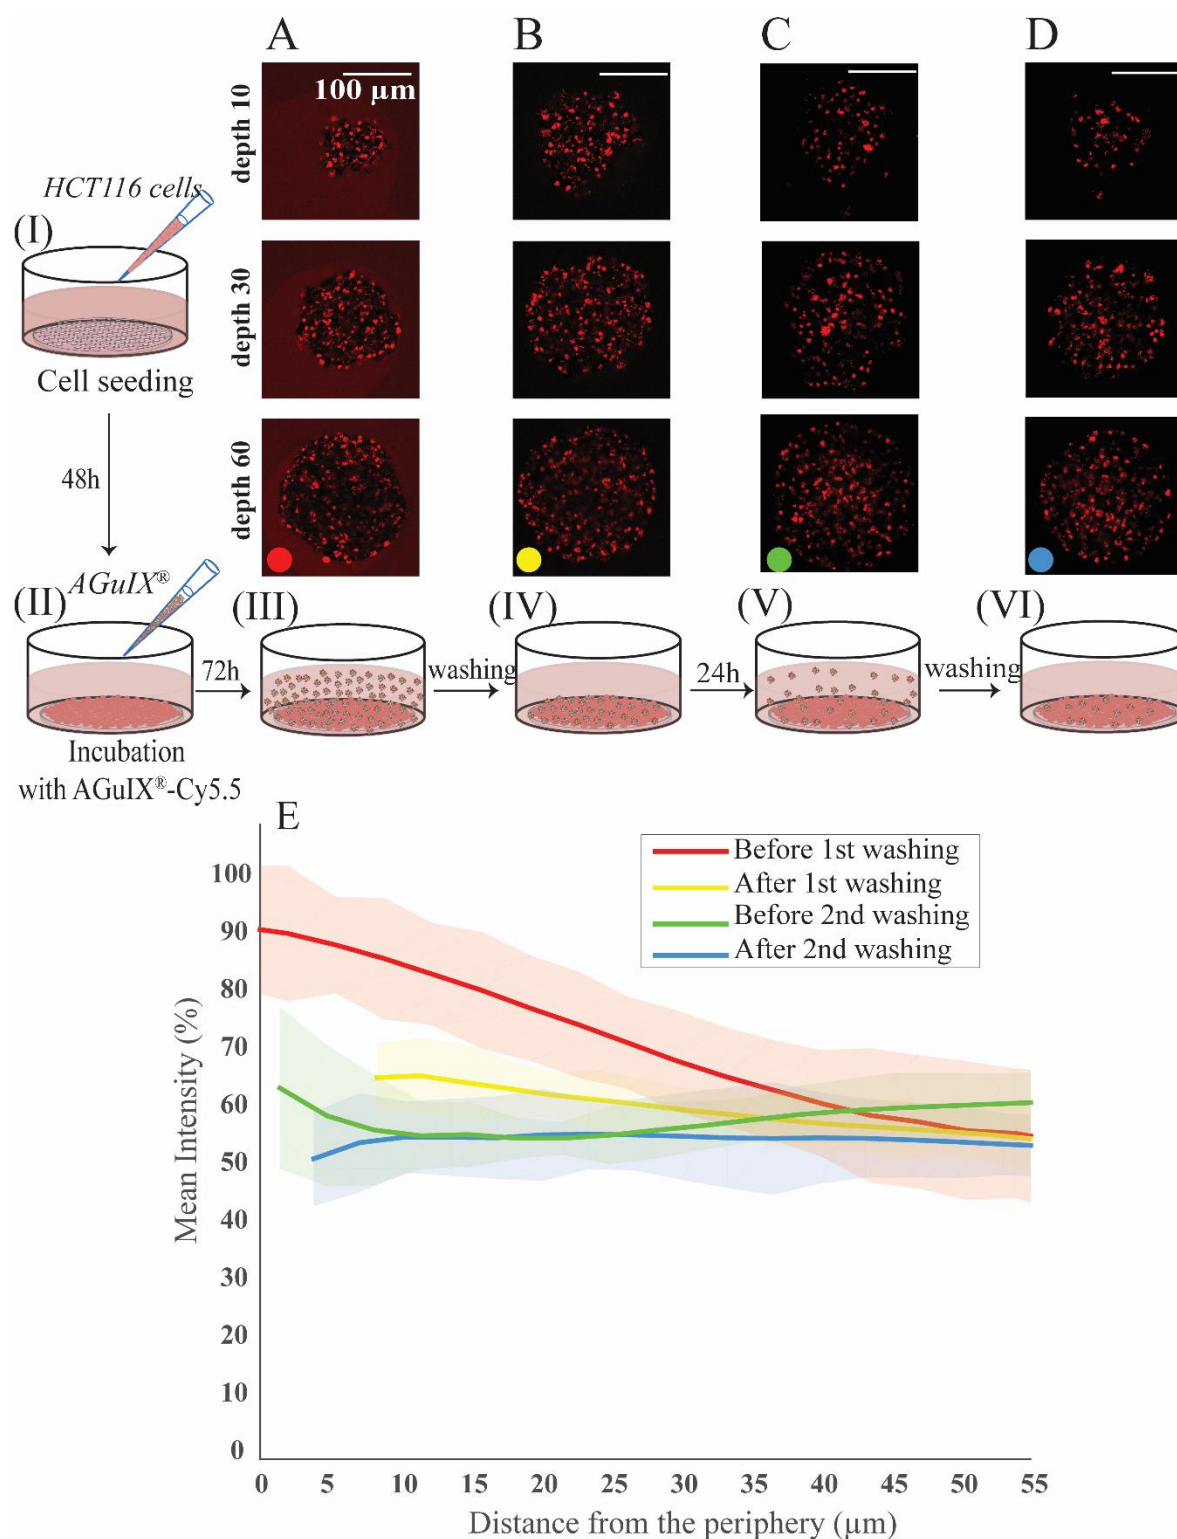 A
B
C
D
100 µm
depth 10
HCT116 cells
(I)
depth 30
Cell seeding
48h
depth 60
AGuIX®
(II)
(III)
(IV)
(V)
(VI)
72h
washing
24h
washing
Incubation
with AGuIX®-Cy5.5
E
Before 1st washing
After 1st washing
Before 2nd washing
After 2nd washing
Mean Intensity (%)
100
90
80
70
60
50
40
30
20
10
0
0 5 10 15 20 25 30 35 40 45 50 55
Distance from the periphery (µm)